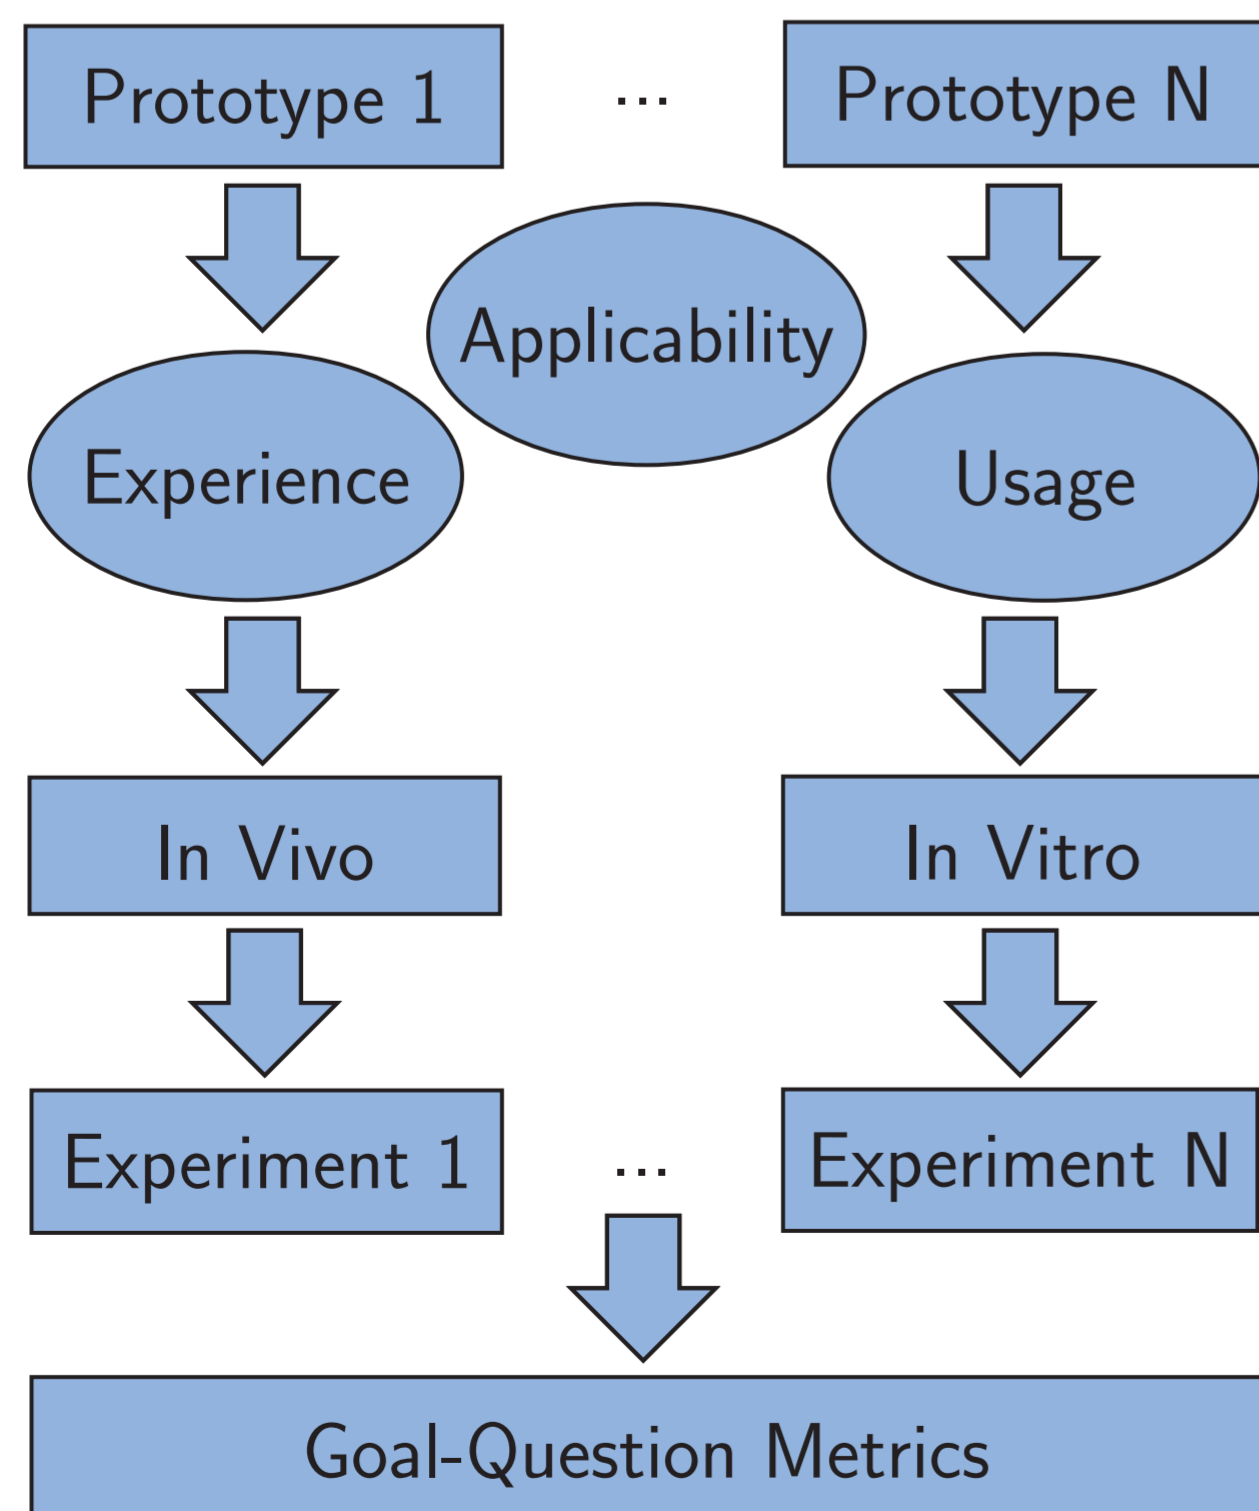 Prototype 1
...
Prototype N
Applicability
Experience
Usage
In Vivo
In Vitro
Experiment 1
...
Experiment N
Goal-Question Metrics